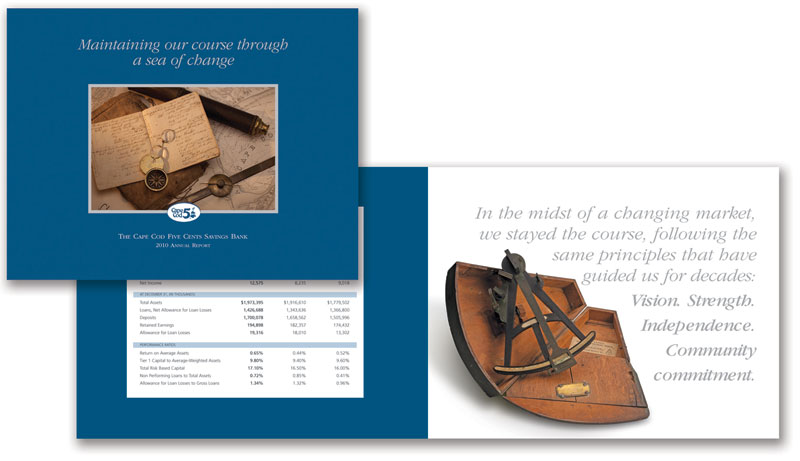 Maintaining our course through
a sea of change
Cape
Cod 5
THE CAPE COD FIVE CENTS SAVINGS BANK
2010 ANNUAL REPORT
Net Income 12,575 8,235 9,018
AT DECEMBER 31, (IN THOUSANDS)
Total Assets $1,973,395 $1,916,610 $1,770,502
Loans, Net Allowance for Loan Losses 1,426,688 1,343,636 1,366,800
Deposits 1,700,078 1,658,562 1,505,996
Retained Earnings 194,808 182,357 174,432
Allowance for Loan Losses 19,316 18,010 13,302
PERFORMANCE RATIOS
Return on Average Assets 0.65% 0.44% 0.52%
Tier 1 Capital to Average-Weighted Assets 9.80% 9.40% 9.60%
Total Risk Based Capital 17.10% 16.50% 16.00%
Non Performing Loans to Total Assets 0.72% 0.85% 0.41%
Allowance for Loan Losses to Gross Loans 1.34% 1.32% 0.96%
In the midst of a changing market,
we stayed the course, following the
same principles that have
guided us for decades:
Vision. Strength.
Independence.
Community
commitment.